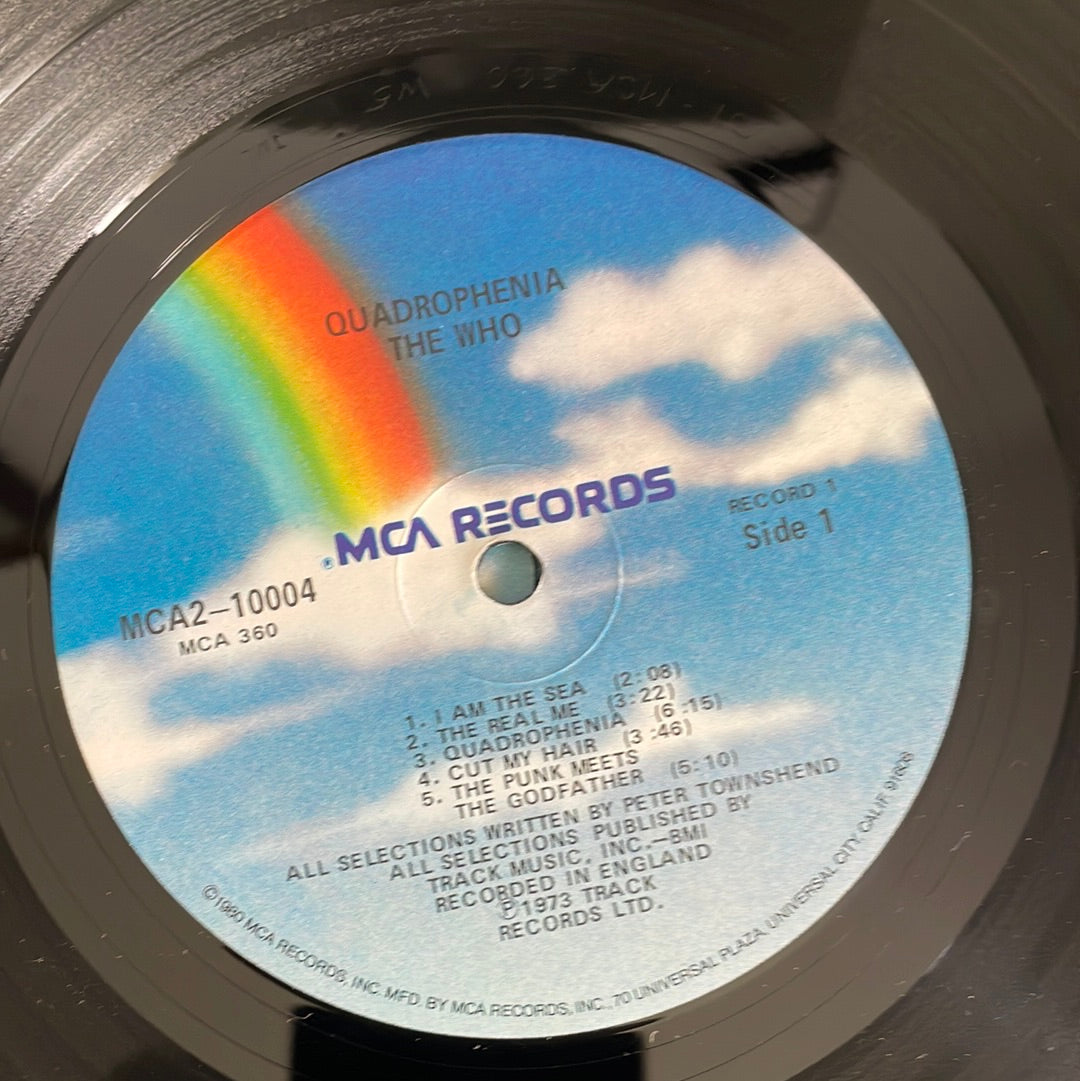 QUADROPHENIA
THE WHO
®MCA RECORDS
RECORD 1
Side 1
MCA2-10004
MCA 360
1. I AM THE SEA (2:08)
2. THE REAL ME (3:22)
3. QUADROPHENIA (6:15)
4. CUT MY HAIR (3:46)
5. THE PUNK MEETS
THE GODFATHER (5:10)
ALL SELECTIONS WRITTEN BY PETER TOWNSHEND
ALL SELECTIONS PUBLISHED BY
TRACK MUSIC, INC.-BMI
RECORDED IN ENGLAND
℗1973 TRACK
RECORDS LTD.
©1980 MCA RECORDS, INC. MFD. BY MCA RECORDS, INC., 70 UNIVERSAL PLAZA, UNIVERSAL CITY, CALIF. 91608
MCA 360 W5